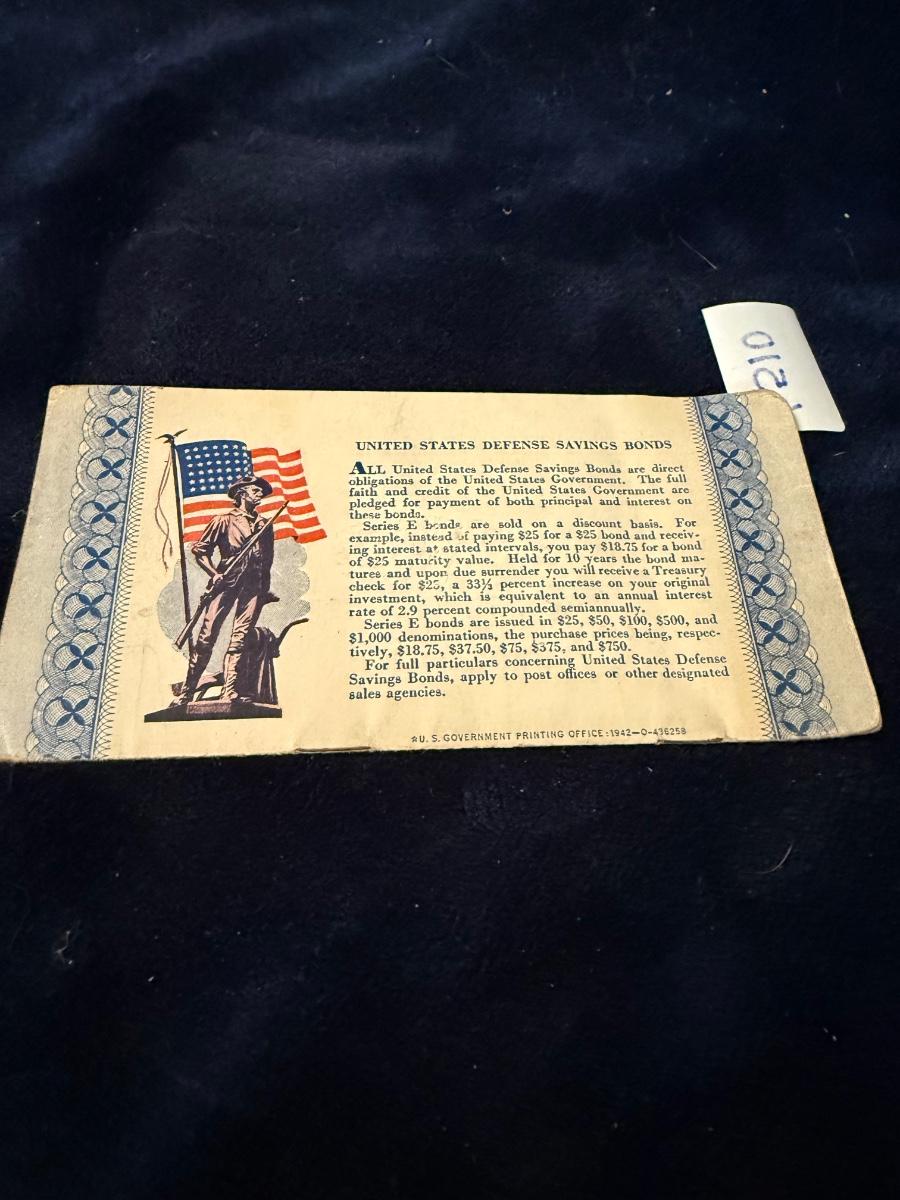 210
UNITED STATES DEFENSE SAVINGS BONDS
ALL United States Defense Savings Bonds are direct
obligations of the United States Government. The full
faith and credit of the United States Government are
pledged for payment of both principal and interest on
these bonds.
Series E bonds are sold on a discount basis. For
example, instead of paying $25 for a $25 bond and receiv-
ing interest at stated intervals, you pay $18.75 for a bond
of $25 maturity value. Held for 10 years the bond ma-
tures and upon due surrender you will receive a Treasury
check for $25, a 33⅓ percent increase on your original
investment, which is equivalent to an annual interest
rate of 2.9 percent compounded semiannually.
Series E bonds are issued in $25, $50, $100, $500, and
$1,000 denominations, the purchase prices being, respec-
tively, $18.75, $37.50, $75, $375, and $750.
For full particulars concerning United States Defense
Savings Bonds, apply to post offices or other designated
sales agencies.
☆U. S. GOVERNMENT PRINTING OFFICE : 1942—O-436258